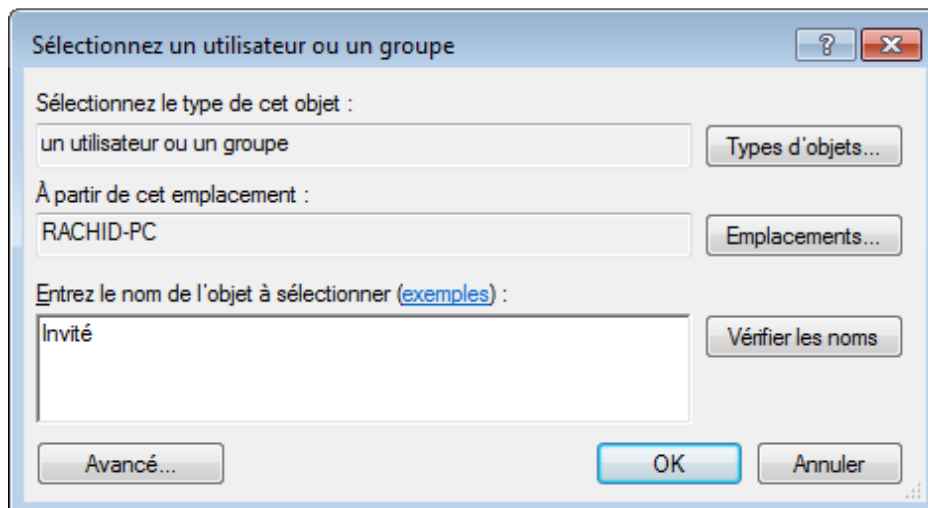 Sélectionnez un utilisateur ou un groupe
Sélectionnez le type de cet objet :
un utilisateur ou un groupe
Types d'objets...
À partir de cet emplacement :
RACHID-PC
Emplacements...
Entrez le nom de l'objet à sélectionner (exemples) :
Invité
Vérifier les noms
Avancé...
OK
Annuler